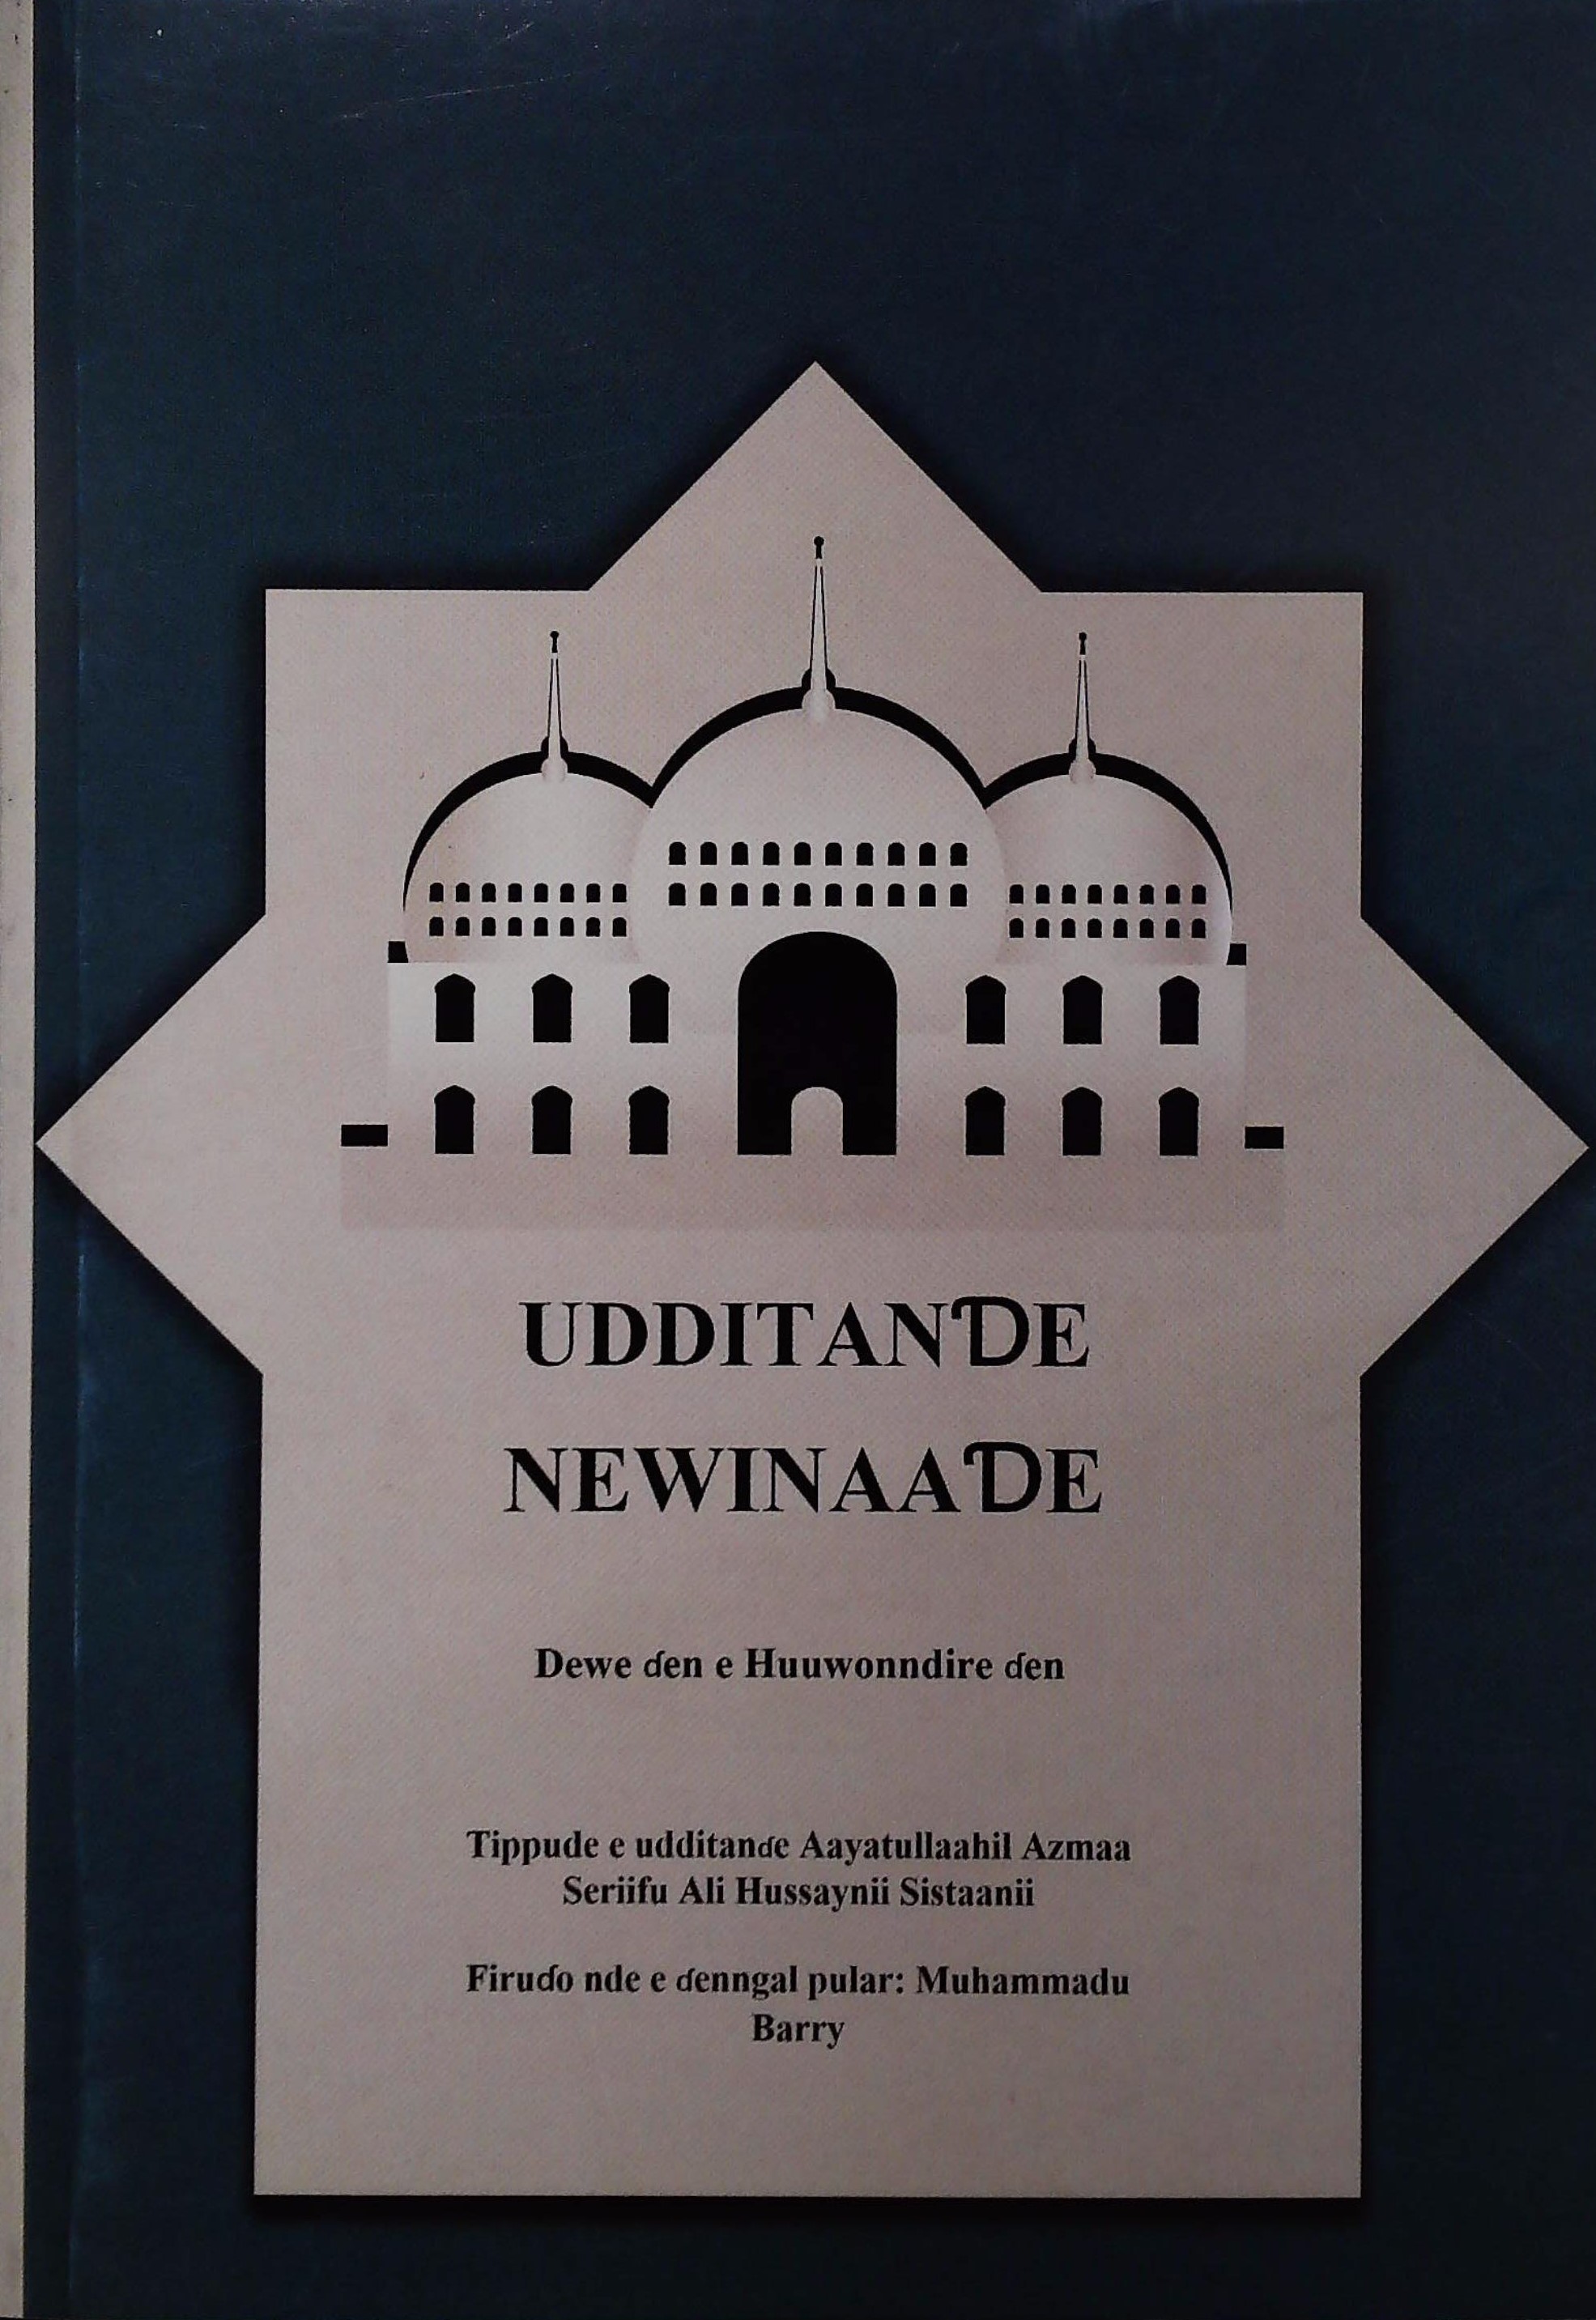 UDDITANƊE
NEWINAAƊE
Dewe ɗen e Huuwonndire ɗen
Tippude e udditanɗe Aayatullaahil Azmaa
Seriifu Ali Hussaynii Sistaanii
Firuɗo nde e ɗenngal pular: Muhammadu
Barry